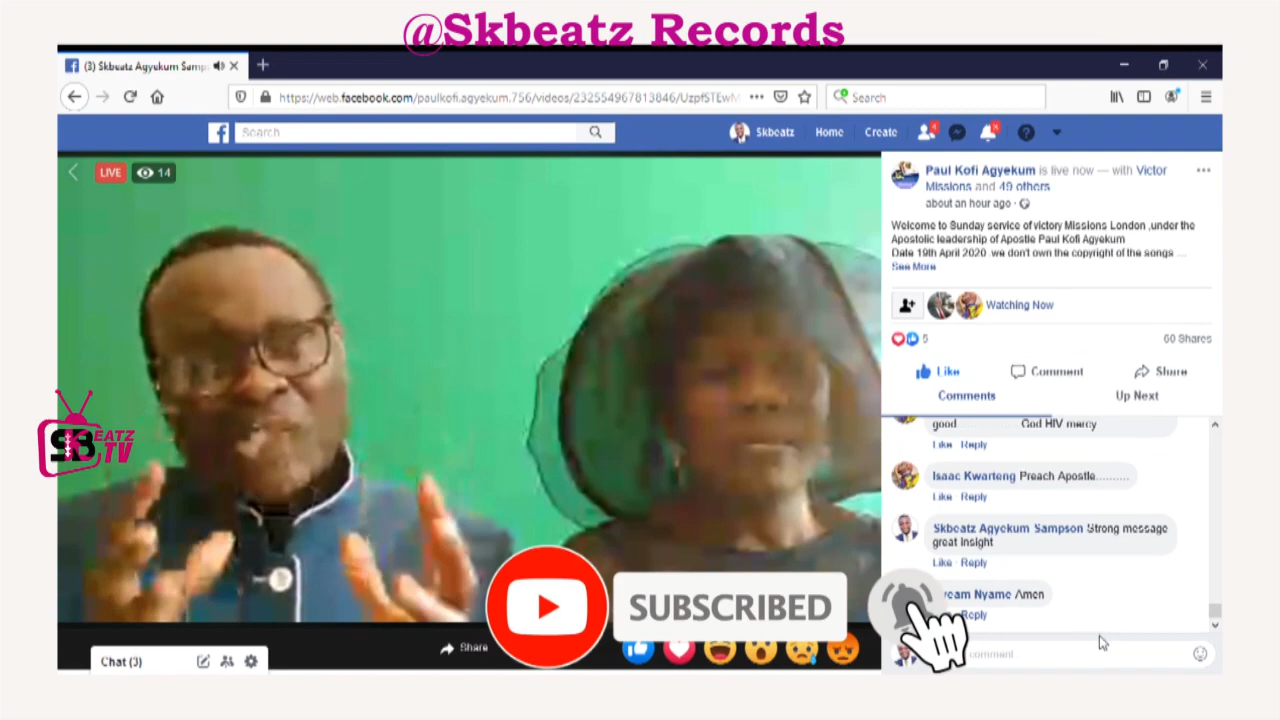 @Skbeatz Records
(3) Skbeatz Agyekum Samp
https://web.facebook.com/paulkofi.agyekum.756/videos/232554967813846/UzpfSTEwM
Search
Search
Skbeatz Home Create
LIVE 14
Paul Kofi Agyekum is live now — with Victor
Missions and 49 others
about an hour ago ·
Welcome to Sunday service of victory Missions London ,under the
Apostolic leadership of Apostle Paul Kofi Agyekum
Date 19th April 2020 .we don't own the copyright of the songs ...
See More
Watching Now
5 60 Shares
Like Comment Share
Comments Up Next
good God HIV mercy
Like · Reply
Isaac Kwarteng Preach Apostle..........
Like · Reply
Skbeatz Agyekum Sampson Strong message
great insight
Like · Reply
ream Nyame Amen
Reply
comment
SKBEATZ
TV
SUBSCRIBED
Share
Chat (3)